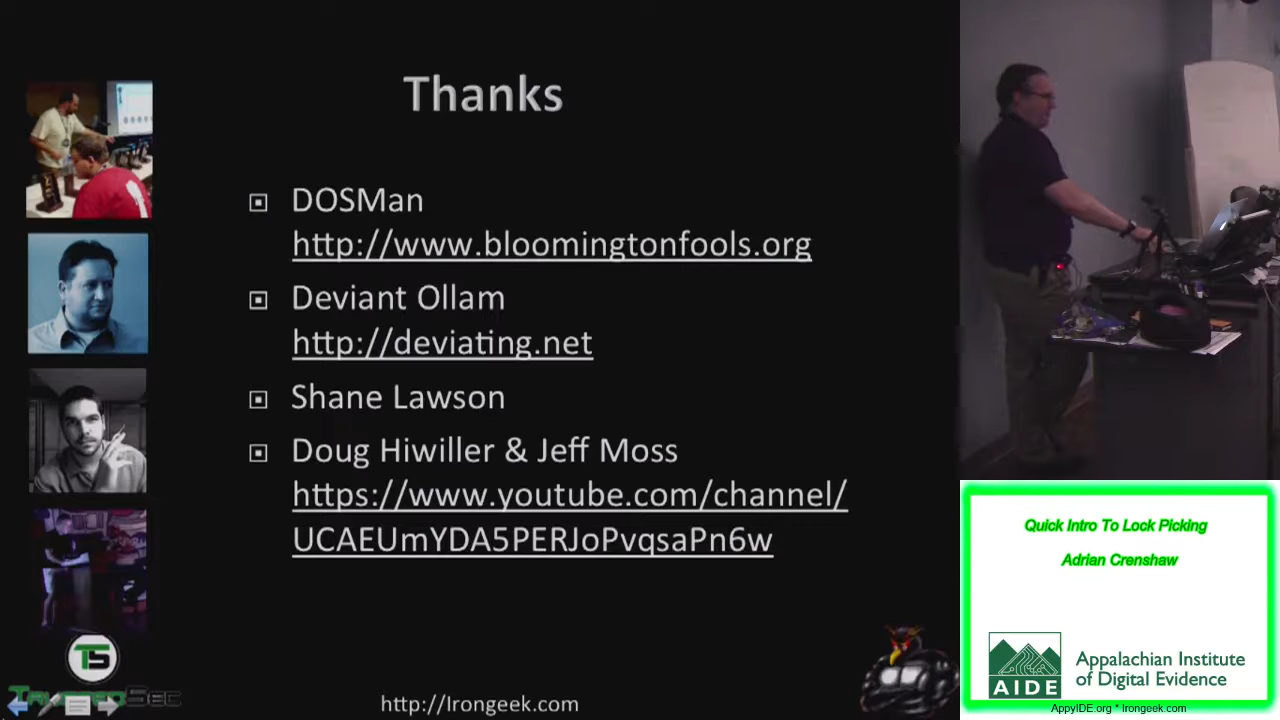 Thanks
DOSMan
http://www.bloomingtonfools.org
Deviant Ollam
http://deviating.net
Shane Lawson
Doug Hiwiller & Jeff Moss
https://www.youtube.com/channel/
UCAEUmYDA5PERJoPvqsaPn6w
TS
TrustedSec
http://Irongeek.com
Quick Intro To Lock Picking
Adrian Crenshaw
AIDE
Appalachian Institute
of Digital Evidence
AppyIDE.org * Irongeek.com